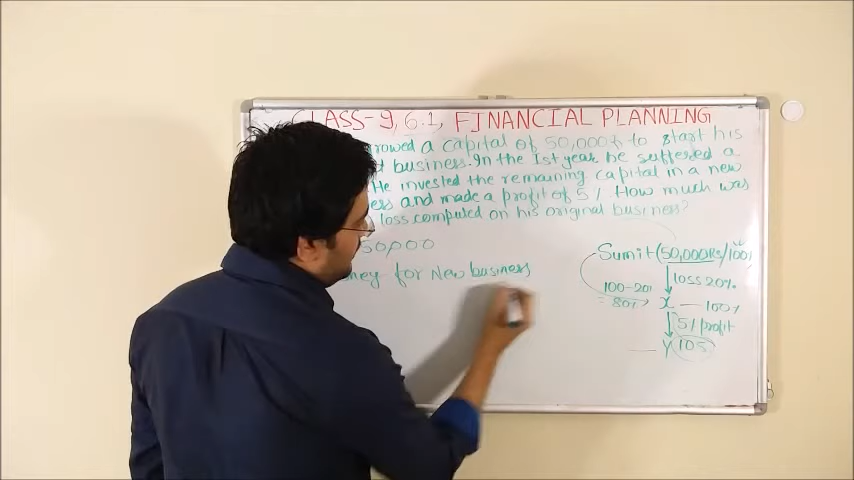 CLASS-9, 6.1, FINANCIAL PLANNING
rrowed a capital of 50,000₹ to start his
business. In the Ist year he suffered a
He invested the remaining capital in a new
and made a profit of 5%. How much was
loss computed on his original business?
50,000
Sumit (50,000Rs/100%
ney for New business
loss 20%
100-20%
= 80%
x — 100%
5% profit
Y 105